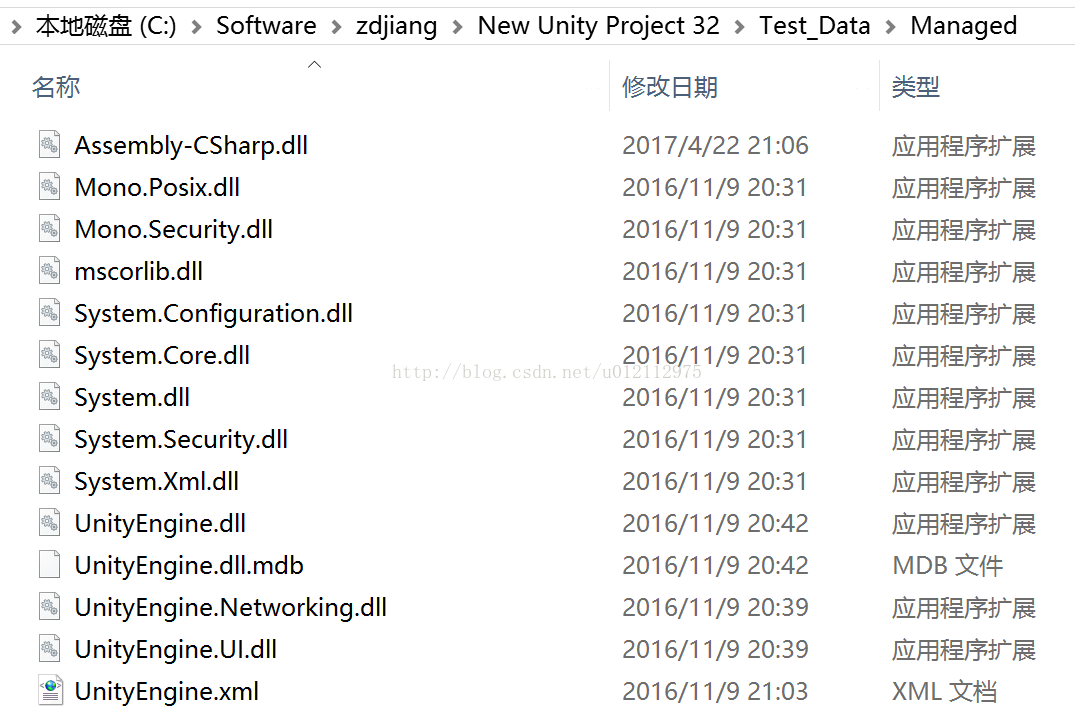 本地磁盘 (C:) > Software > zdjiang > New Unity Project 32 > Test_Data > Managed
名称 修改日期 类型
Assembly-CSharp.dll 2017/4/22 21:06 应用程序扩展
Mono.Posix.dll 2016/11/9 20:31 应用程序扩展
Mono.Security.dll 2016/11/9 20:31 应用程序扩展
mscorlib.dll 2016/11/9 20:31 应用程序扩展
System.Configuration.dll 2016/11/9 20:31 应用程序扩展
System.Core.dll 2016/11/9 20:31 应用程序扩展
http://blog.csdn.net/u012112975
System.dll 2016/11/9 20:31 应用程序扩展
System.Security.dll 2016/11/9 20:31 应用程序扩展
System.Xml.dll 2016/11/9 20:31 应用程序扩展
UnityEngine.dll 2016/11/9 20:42 应用程序扩展
UnityEngine.dll.mdb 2016/11/9 20:42 MDB 文件
UnityEngine.Networking.dll 2016/11/9 20:39 应用程序扩展
UnityEngine.UI.dll 2016/11/9 20:39 应用程序扩展
UnityEngine.xml 2016/11/9 21:03 XML 文档